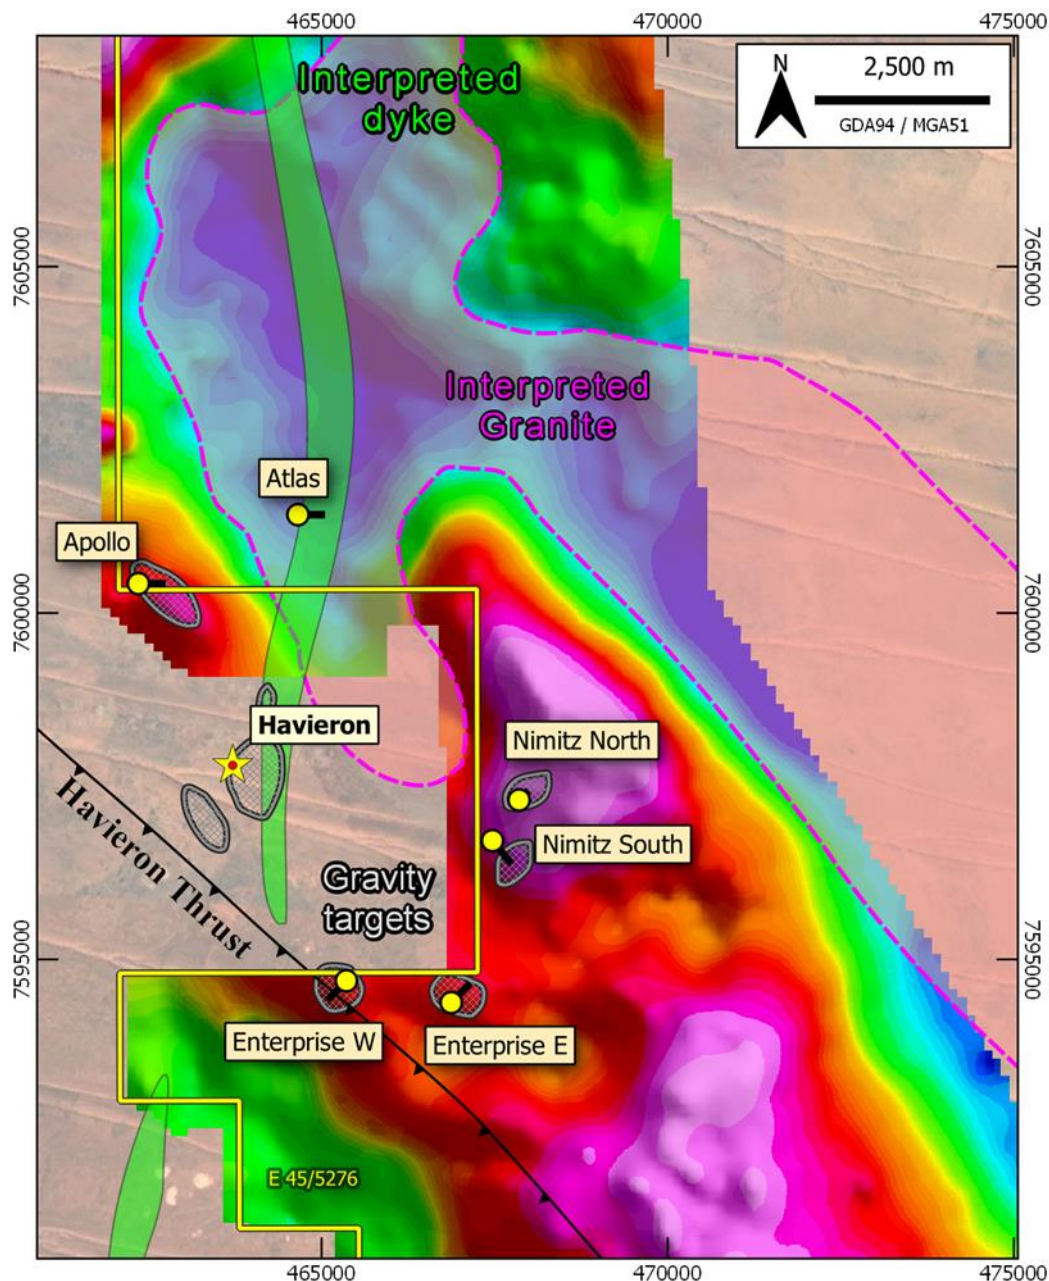 465000
470000
475000
Interpreted
dyke
N
2,500 m
GDA94 / MGA51
7605000
7605000
Interpreted
Granite
Atlas
Apollo
7600000
7600000
Havieron
Nimitz North
Nimitz South
Havieron Thrust
Gravity
targets
7595000
7595000
Enterprise W
Enterprise E
E 45/5276
465000
470000
475000